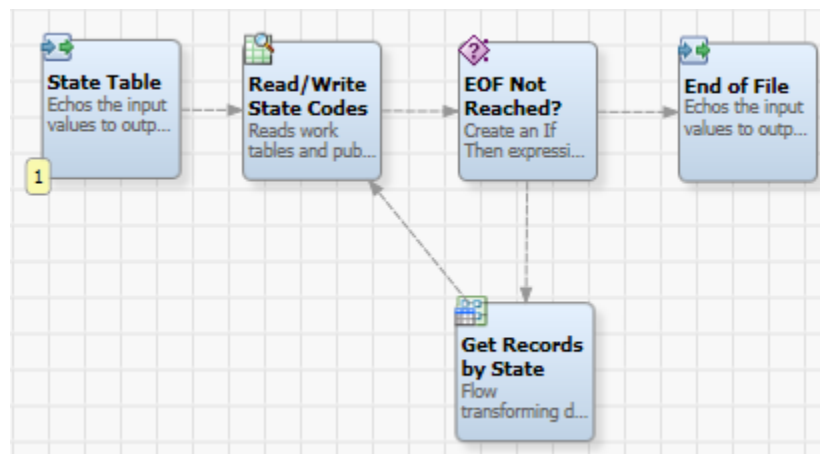 State Table
Echos the input
values to outp...
1
Read/Write
State Codes
Reads work
tables and pub...
?
EOF Not
Reached?
Create an If
Then expressi...
End of File
Echos the input
values to outp...
Get Records
by State
Flow
transforming d...